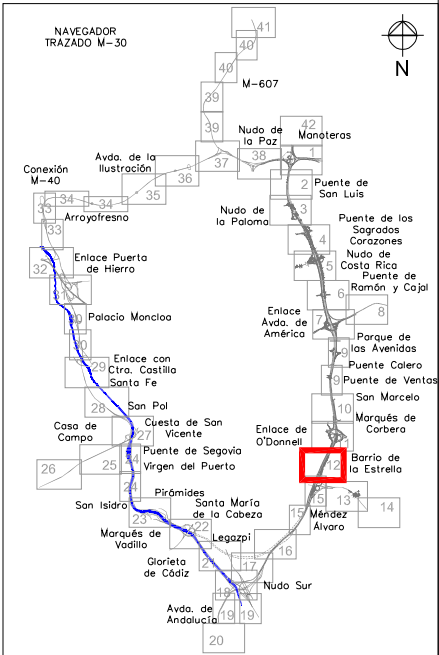 NAVEGADOR
TRAZADO M-30
N
41
40
40
M-607
39
39
Nudo de
la Paz
Manoteras
42
1
38
37
Avda. de la
Ilustración
36
35
Conexión
M-40
34
34
33
Arroyofresno
33
2
Puente de
San Luis
3
Nudo de
la Paloma
Puente de los
Sagrados
Corazones
4
Nudo de
Costa Rica
5
Puente de
Ramón y Cajal
6
8
Enlace
Avda. de
América
7
Enlace Puerta
de Hierro
32
31
Palacio Moncloa
Parque de
las Avenidas
9
Puente Calero
9
Puente de Ventas
Enlace con
Ctra. Castilla
29
Santa Fe
28
San Pol
San Marcelo
10
Marqués de
Corbera
Enlace de
O'Donnell
Casa de
Campo
Cuesta de San
Vicente
27
Puente de Segovia
24
25
26
Virgen del Puerto
24
Barrio de
la Estrella
12
13
14
Pirámides
San Isidro
23
Santa María
de la Cabeza
22
15
Méndez
Álvaro
Marqués de
Vadillo
Legazpi
16
Glorieta
de Cádiz
17
18
Nudo Sur
Avda. de
Andalucía
19
19
20